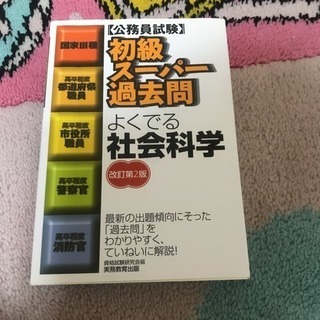 【公務員試験】
初級
スーパー
過去問
よくでる
社会科学
改訂第2版
国家Ⅲ種
高卒程度
都道府県
職員
高卒程度
市役所
職員
高卒程度
警察官
高卒程度
消防官
最新の出題傾向にそった
「過去問」を
わかりやすく、
ていねいに解説!
資格試験研究会編
実務教育出版